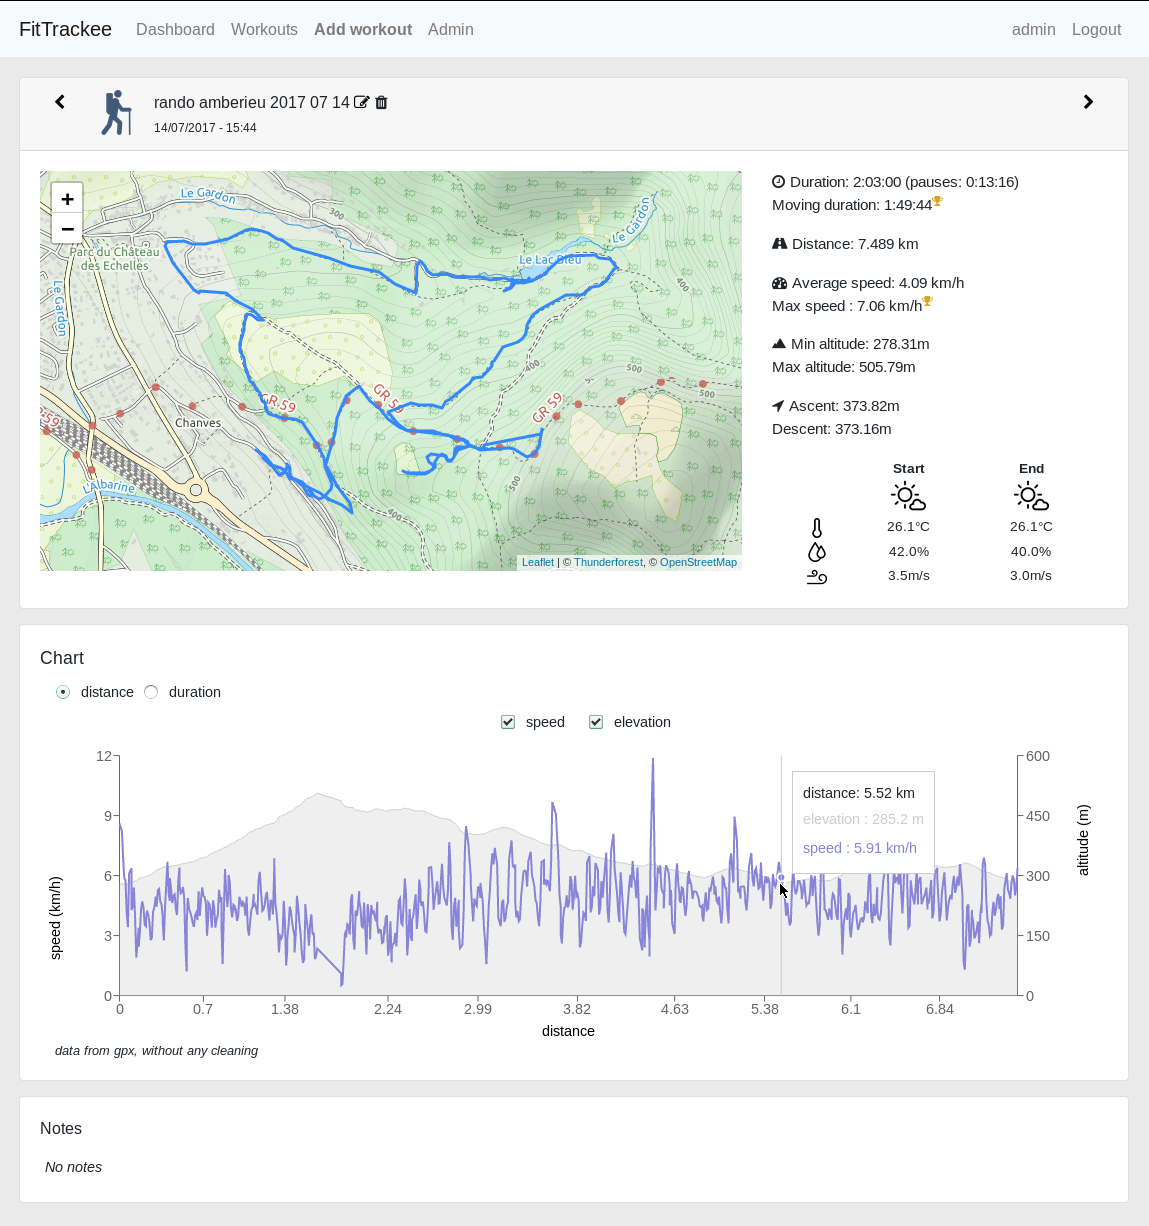 FitTrackee Dashboard Workouts Add workout Admin admin Logout
rando amberieu 2017 07 14
14/07/2017 - 15:44
+
−
Le Gardon
300
Le Gardon
Parc du Château
des Echelles
Le Gardon
Le Lac Bleu
400
400
500
500
GR 59
GR 59
GR 59
59
Chanves
L'Albarine
500
400
Leaflet | © Thunderforest, © OpenStreetMap
Duration: 2:03:00 (pauses: 0:13:16)
Moving duration: 1:49:44
Distance: 7.489 km
Average speed: 4.09 km/h
Max speed : 7.06 km/h
Min altitude: 278.31m
Max altitude: 505.79m
Ascent: 373.82m
Descent: 373.16m
Start End
26.1°C 26.1°C
42.0% 40.0%
3.5m/s 3.0m/s
Chart
distance duration
speed elevation
12
9
6
3
0
speed (km/h)
600
450
300
150
0
altitude (m)
distance: 5.52 km
elevation : 285.2 m
speed : 5.91 km/h
0 0.7 1.38 2.24 2.99 3.82 4.63 5.38 6.1 6.84
distance
data from gpx, without any cleaning
Notes
No notes